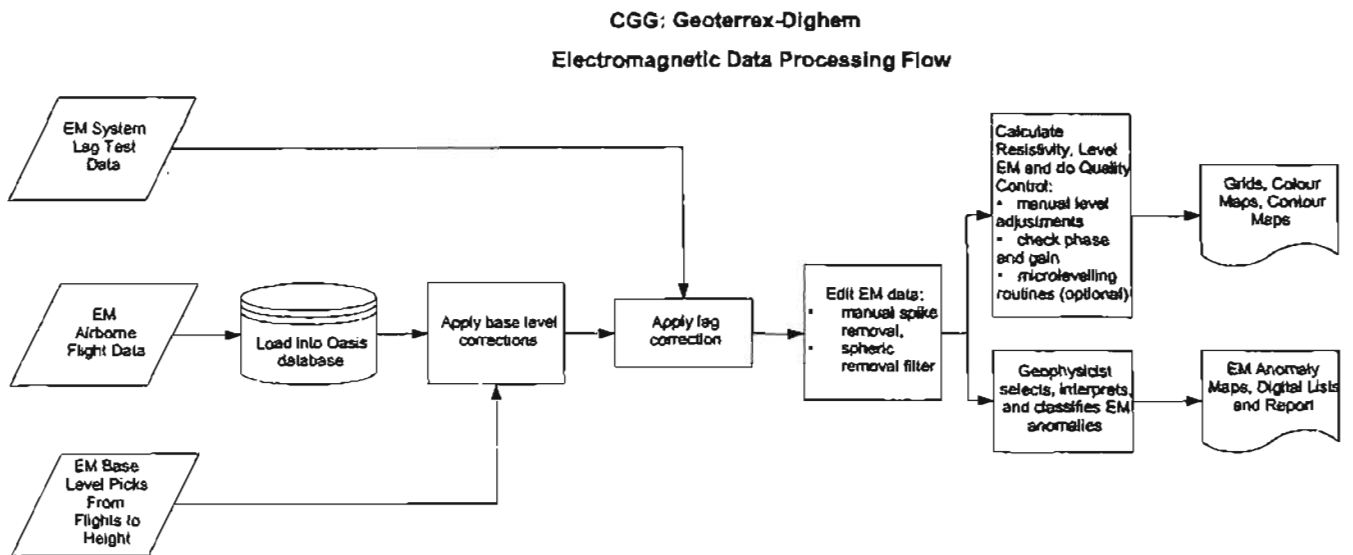 CGG: Geoterrex-Dighem
Electromagnetic Data Processing Flow
EM System
Lag Test
Data
EM
Airborne
Flight Data
EM Base
Level Picks
From
Flights to
Height
Load into Oasis
database
Apply base level
corrections
Apply lag
correction
Edit EM data:
• manual spike
removal,
• spheric
removal filter
Calculate
Resistivity, Level
EM and do Quality
Control:
• manual level
adjustments
• check phase
and gain
• microlevelling
routines (optional)
Grids, Colour
Maps, Contour
Maps
Geophysicist
selects, interprets,
and classifies EM
anomalies
EM Anomaly
Maps, Digital Lists
and Report